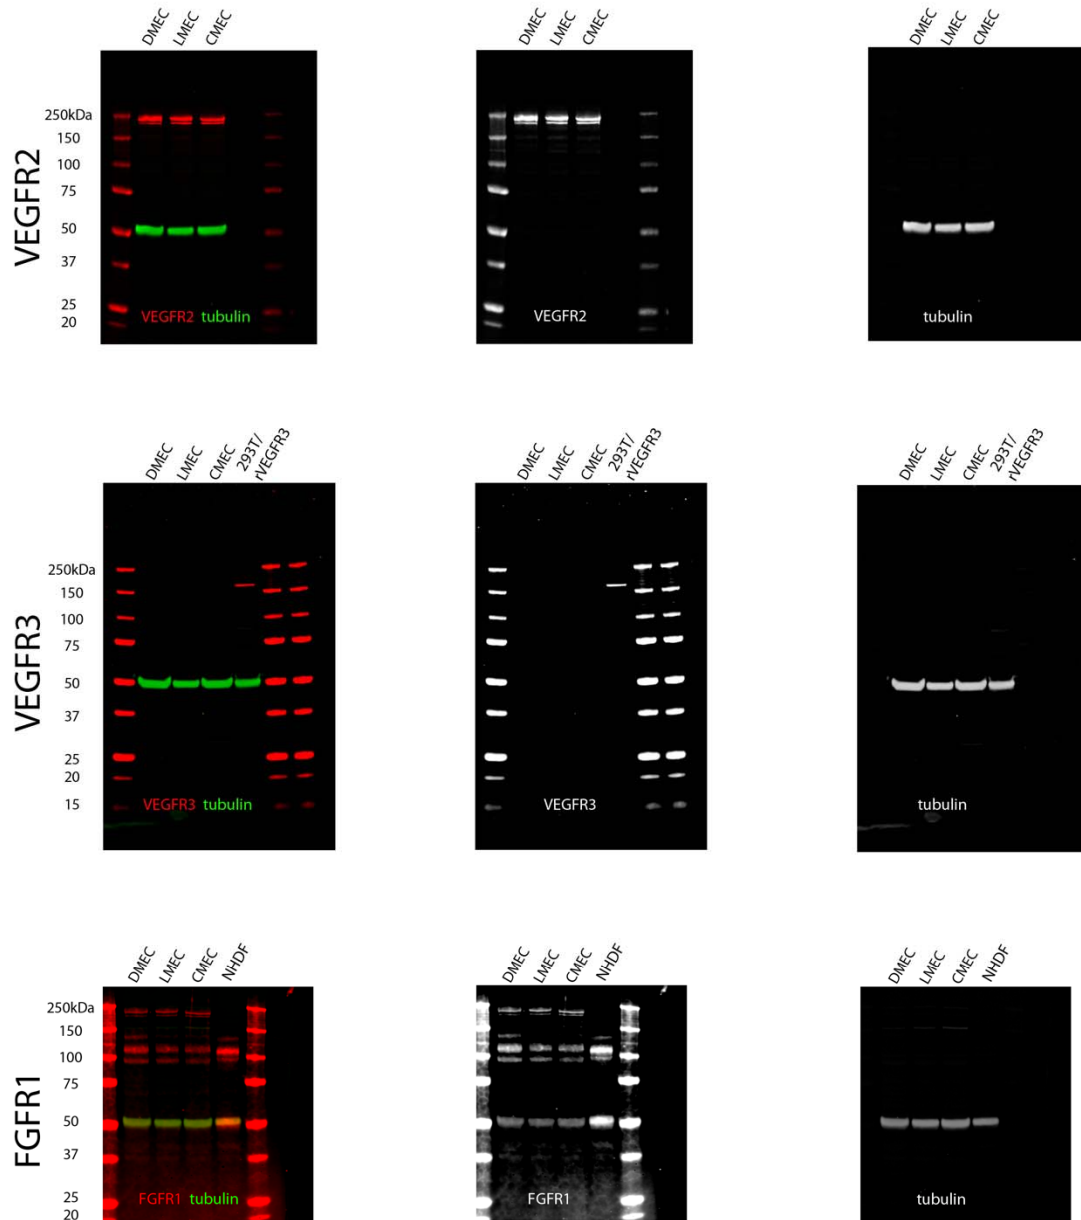 DMEC LMEC CMEC
DMEC LMEC CMEC
DMEC LMEC CMEC
VEGFR2
250kDa
150
100
75
50
37
25
20
VEGFR2 tubulin
VEGFR2
tubulin
DMEC LMEC CMEC 293T/ rVEGFR3
DMEC LMEC CMEC 293T/ rVEGFR3
DMEC LMEC CMEC 293T/ rVEGFR3
VEGFR3
250kDa
150
100
75
50
37
25
20
15
VEGFR3 tubulin
VEGFR3
tubulin
DMEC LMEC CMEC NHDF
DMEC LMEC CMEC NHDF
DMEC LMEC CMEC NHDF
FGFR1
250kDa
150
100
75
50
37
25
20
FGFR1 tubulin
FGFR1
tubulin